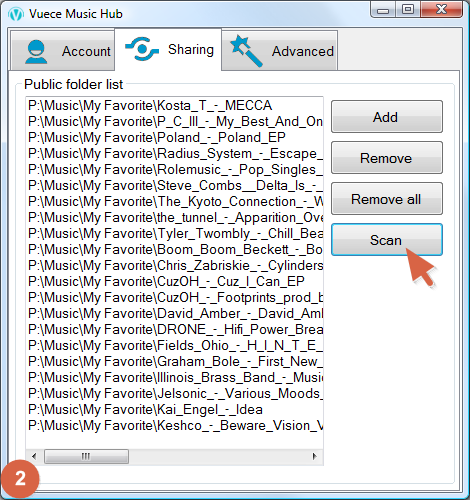 Vuece Music Hub
Account
Sharing
Advanced
Public folder list
P:\Music\My Favorite\Kosta_T_-_MECCA
P:\Music\My Favorite\P_C_III_-_My_Best_And_On
P:\Music\My Favorite\Poland_-_Poland_EP
P:\Music\My Favorite\Radius_System_-_Escape_
P:\Music\My Favorite\Rolemusic_-_Pop_Singles_
P:\Music\My Favorite\Steve_Combs__Delta_Is_-_
P:\Music\My Favorite\The_Kyoto_Connection_-_W
P:\Music\My Favorite\the_tunnel_-_Apparition_Ove
P:\Music\My Favorite\Tyler_Twombly_-_Chill_Bea
P:\Music\My Favorite\Boom_Boom_Beckett_-_Bo
P:\Music\My Favorite\Chris_Zabriskie_-_Cylinders
P:\Music\My Favorite\CuzOH_-_Cuz_I_Can_EP
P:\Music\My Favorite\CuzOH_-_Footprints_prod_b
P:\Music\My Favorite\David_Amber_-_David_Aml
P:\Music\My Favorite\DRONE_-_Hifi_Power_Brea
P:\Music\My Favorite\Fields_Ohio_-_H_I_N_T_E_
P:\Music\My Favorite\Graham_Bole_-_First_New_
P:\Music\My Favorite\Illinois_Brass_Band_-_Musi
P:\Music\My Favorite\Jelsonic_-_Various_Moods_
P:\Music\My Favorite\Kai_Engel_-_Idea
P:\Music\My Favorite\Keshco_-_Beware_Vision_V
Add
Remove
Remove all
Scan
2